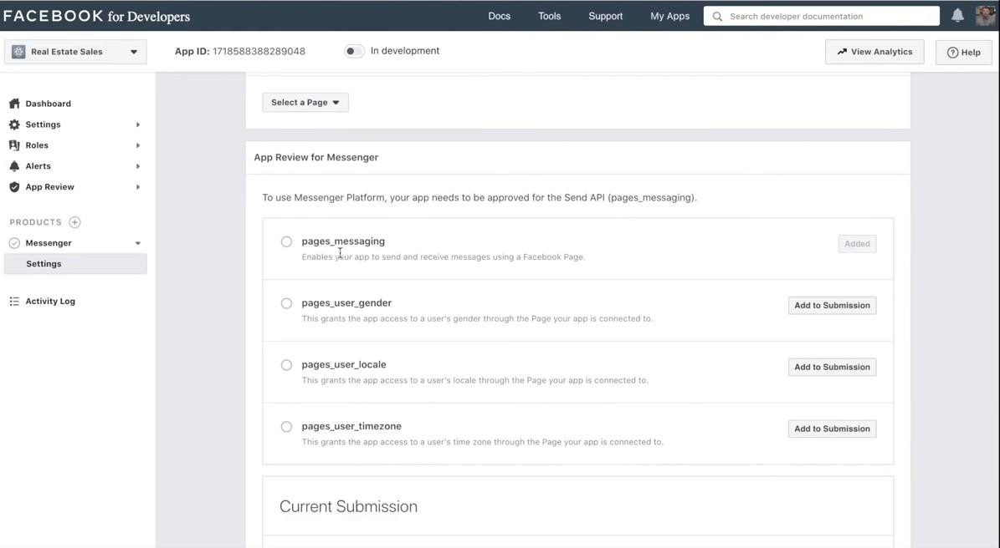 FACEBOOK for Developers
Docs
Tools
Support
My Apps
Search developer documentation
Real Estate Sales
App ID: 1718588388289048
In development
View Analytics
Help
Dashboard
Settings
Roles
Alerts
App Review
PRODUCTS
Messenger
Settings
Activity Log
Select a Page
App Review for Messenger
To use Messenger Platform, your app needs to be approved for the Send API (pages_messaging).
pages_messaging
Added
Enables your app to send and receive messages using a Facebook Page.
pages_user_gender
Add to Submission
This grants the app access to a user's gender through the Page your app is connected to.
pages_user_locale
Add to Submission
This grants the app access to a user's locale through the Page your app is connected to.
pages_user_timezone
Add to Submission
This grants the app access to a user's time zone through the Page your app is connected to.
Current Submission